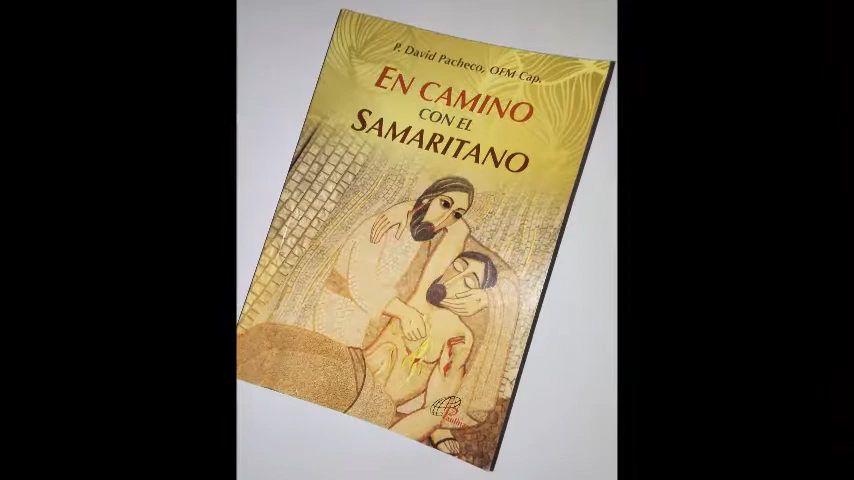 P. David Pacheco, OFM Cap.
EN CAMINO
CON EL
SAMARITANO